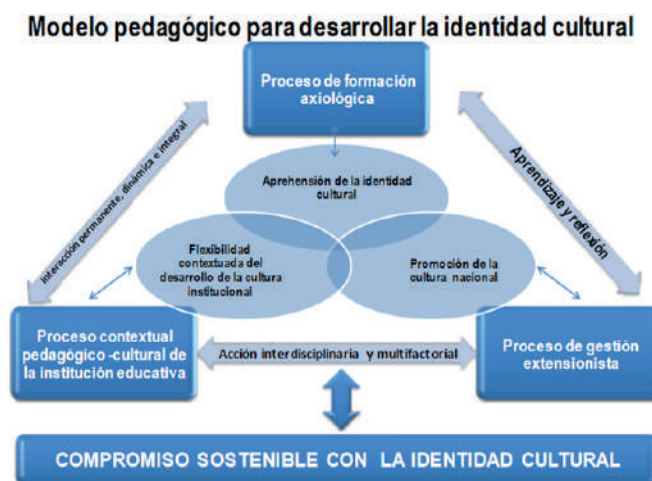 Modelo pedagógico para desarrollar la identidad cultural
Proceso de formación
axiológica
Interacción permanente, dinámica e integral
Aprendizaje y reflexión
Aprehensión de la identidad
cultural
Flexibilidad
contextuada del
desarrollo de la cultura
institucional
Promoción de la
cultura nacional
Proceso contextual
pedagógico -cultural de
la institución educativa
Acción interdisciplinaria y multifactorial
Proceso de gestión
extensionista
COMPROMISO SOSTENIBLE CON LA IDENTIDAD CULTURAL